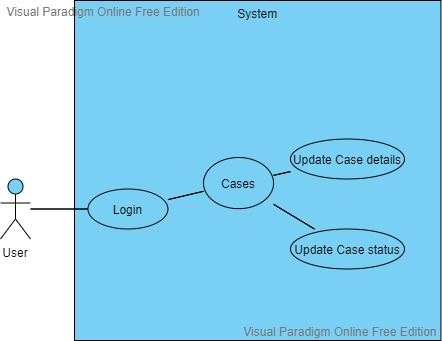 Visual Paradigm Online Free Edition
System
Update Case details
Cases
Login
User
Update Case status
Visual Paradigm Online Free Edition